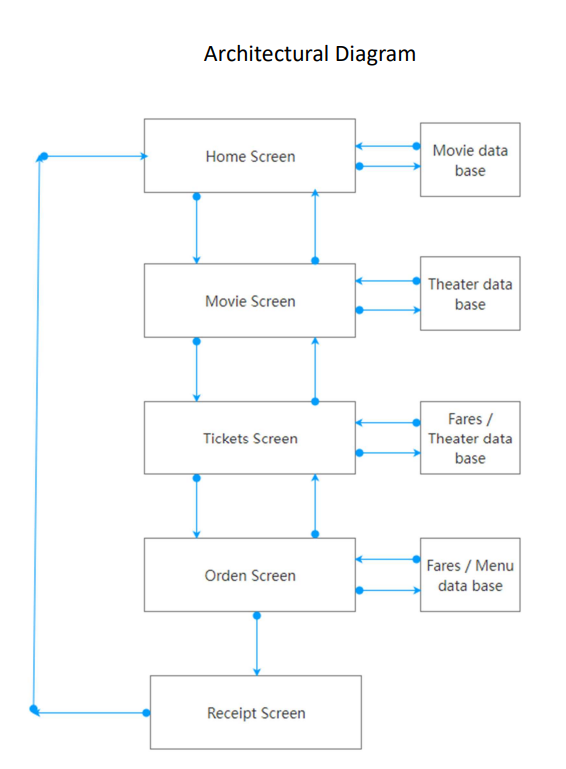 Architectural Diagram
Home Screen
Movie data
base
Movie Screen
Theater data
base
Tickets Screen
Fares /
Theater data
base
Orden Screen
Fares / Menu
data base
Receipt Screen